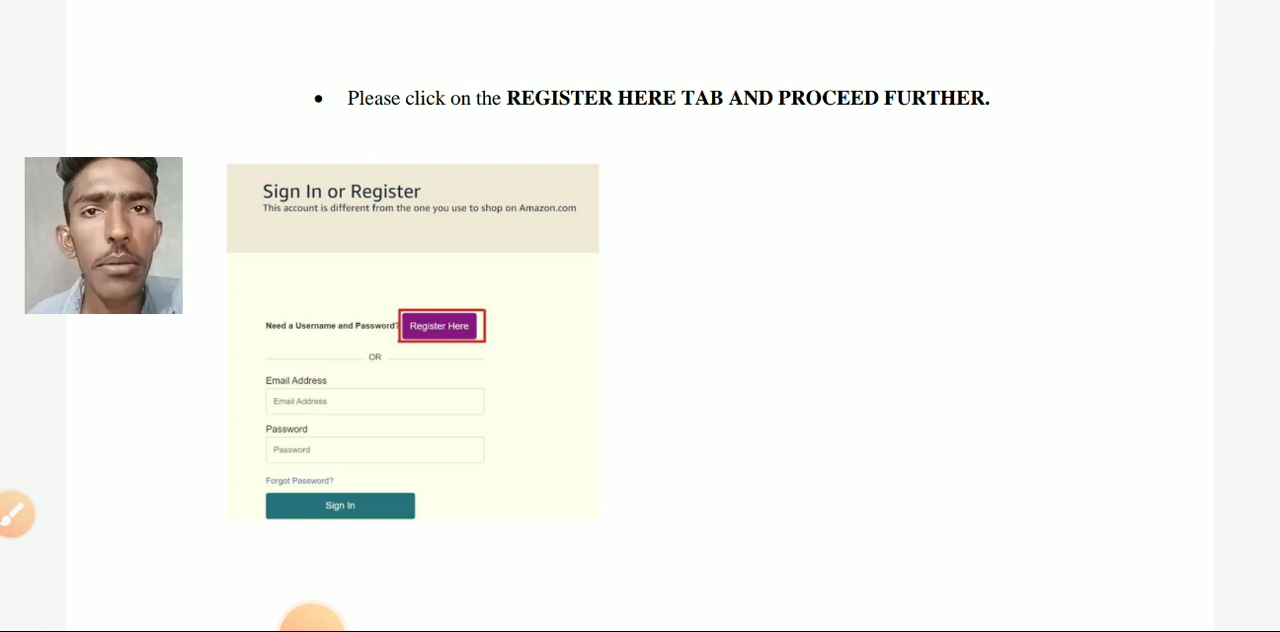 • Please click on the REGISTER HERE TAB AND PROCEED FURTHER.
Sign In or Register
This account is different from the one you use to shop on Amazon.com
Need a Username and Password? Register Here
OR
Email Address
Email Address
Password
Password
Forgot Password?
Sign In